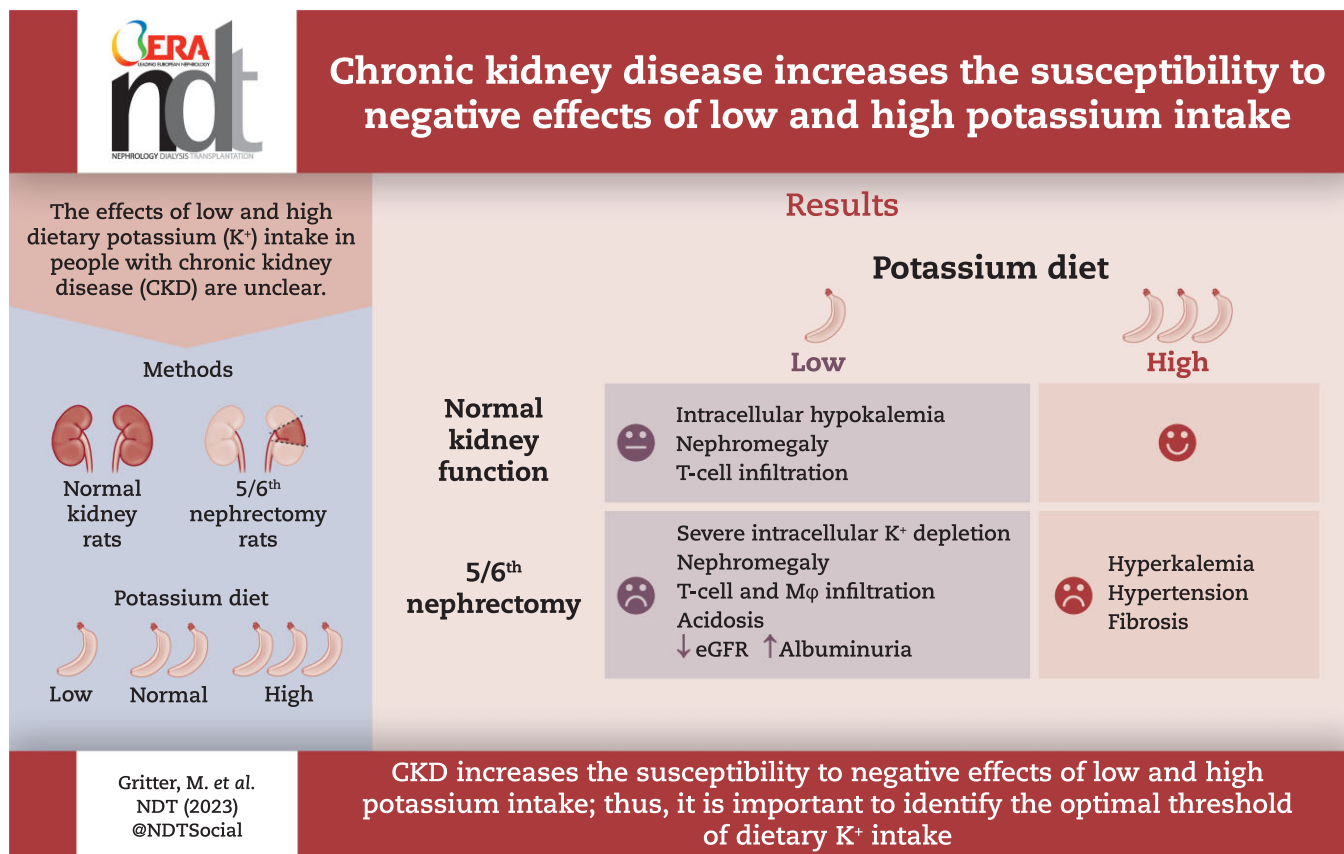 ERA
LEADING EUROPEAN NEPHROLOGY
ndt
NEPHROLOGY DIALYSIS TRANSPLANTATION
Chronic kidney disease increases the susceptibility to
negative effects of low and high potassium intake
The effects of low and high
dietary potassium (K⁺) intake in
people with chronic kidney
disease (CKD) are unclear.
Methods
Normal
kidney
rats
5/6ᵗʰ
nephrectomy
rats
Potassium diet
Low
Normal
High
Results
Potassium diet
Low
High
Normal
kidney
function
Intracellular hypokalemia
Nephromegaly
T-cell infiltration
5/6ᵗʰ
nephrectomy
Severe intracellular K⁺ depletion
Nephromegaly
T-cell and Mφ infiltration
Acidosis
↓ eGFR ↑ Albuminuria
Hyperkalemia
Hypertension
Fibrosis
Gritter, M. et al.
NDT (2023)
@NDTSocial
CKD increases the susceptibility to negative effects of low and high
potassium intake; thus, it is important to identify the optimal threshold
of dietary K⁺ intake